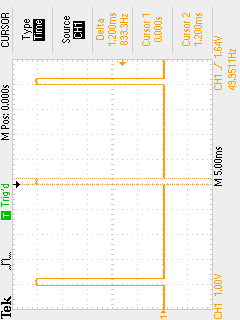 Tek T Trig'd M Pos: 0.000s CURSOR
Type
Time
Source
CH1
Delta
1.200ms
833.3Hz
Cursor 1
0.000s
Cursor 2
1.200ms
1
CH1 1.00V M 5.00ms CH1 1.64V
49.9511Hz